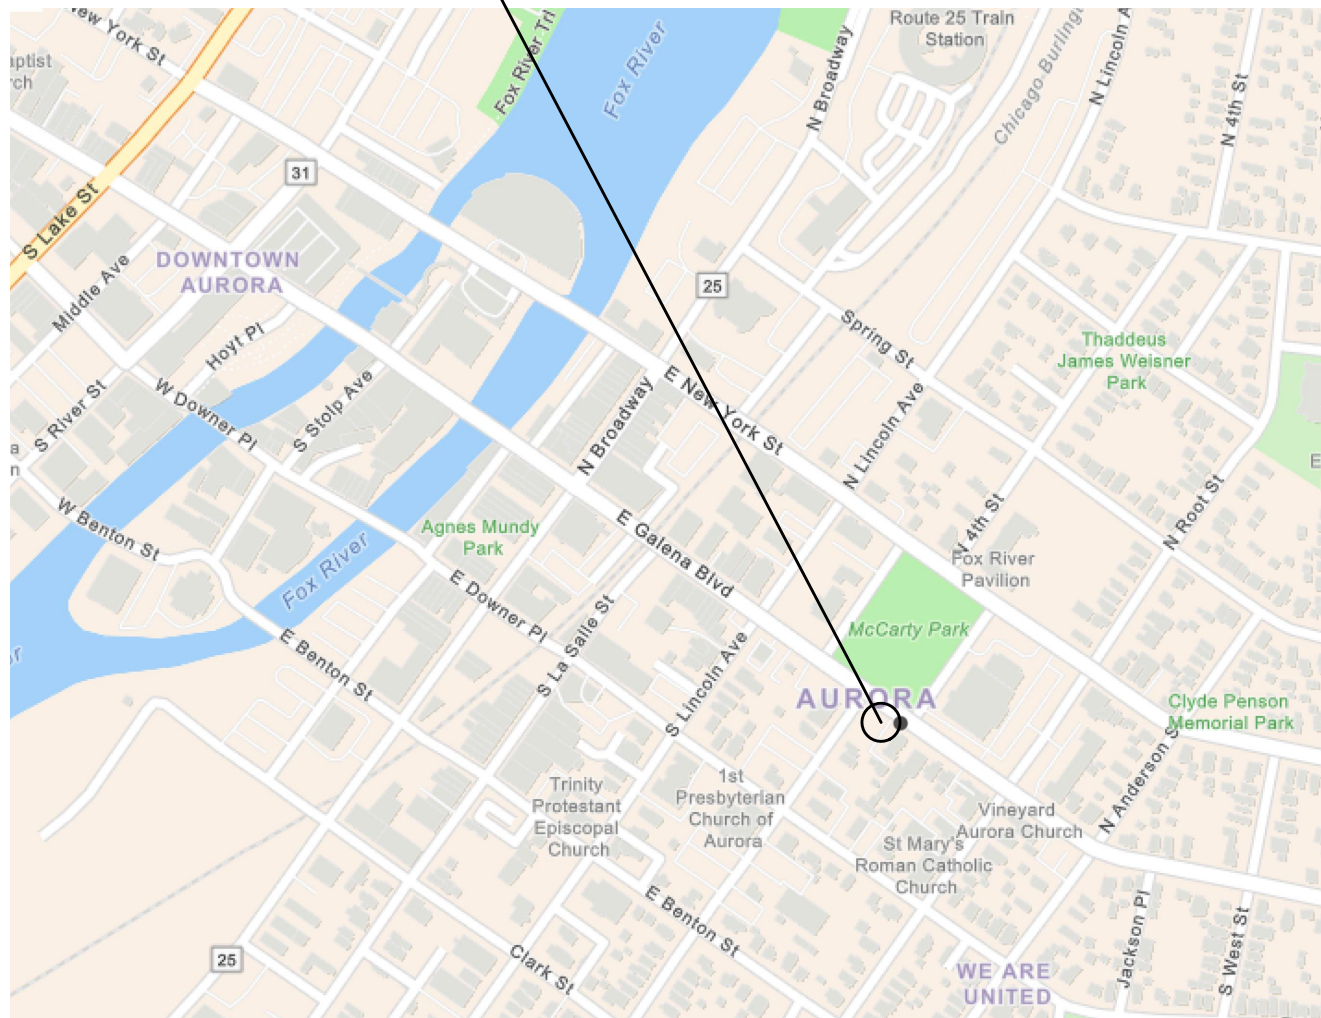 New York St
Fox River Trl
Fox River
Route 25 Train
Station
N Broadway
Chicago-Burling
N Lincoln A
N 4th St
aptist
rch
31
S Lake St
DOWNTOWN
AURORA
Middle Ave
25
Spring St
Thaddeus
James Weisner
Park
Hoyt Pl
E New York St
S Stolp Ave
W Downer Pl
S River St
N Broadway
N Lincoln Ave
a
n
E
N Root St
W Benton St
Agnes Mundy
Park
E Galena Blvd
N 4th St
Fox River
Pavilion
Fox River
E Downer Pl
McCarty Park
S La Salle St
E Benton St
S Lincoln Ave
AURORA
Clyde Penson
Memorial Park
N Anderson S
Trinity
Protestant
Episcopal
Church
1st
Presbyterian
Church of
Aurora
Vineyard
Aurora Church
St Mary's
Roman Catholic
Church
E Benton St
Jackson Pl
S West St
25
Clark St
WE ARE
UNITED